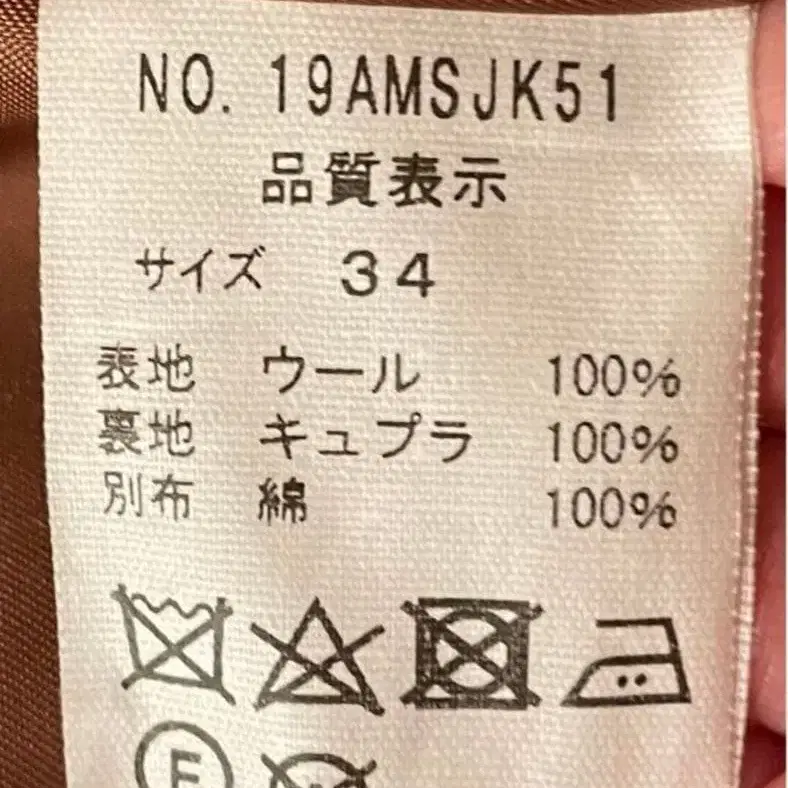 NO. 19AMSJK51
品質表示
サイズ 34
表地 ウール 100%
裏地 キュプラ 100%
別布 綿 100%
F